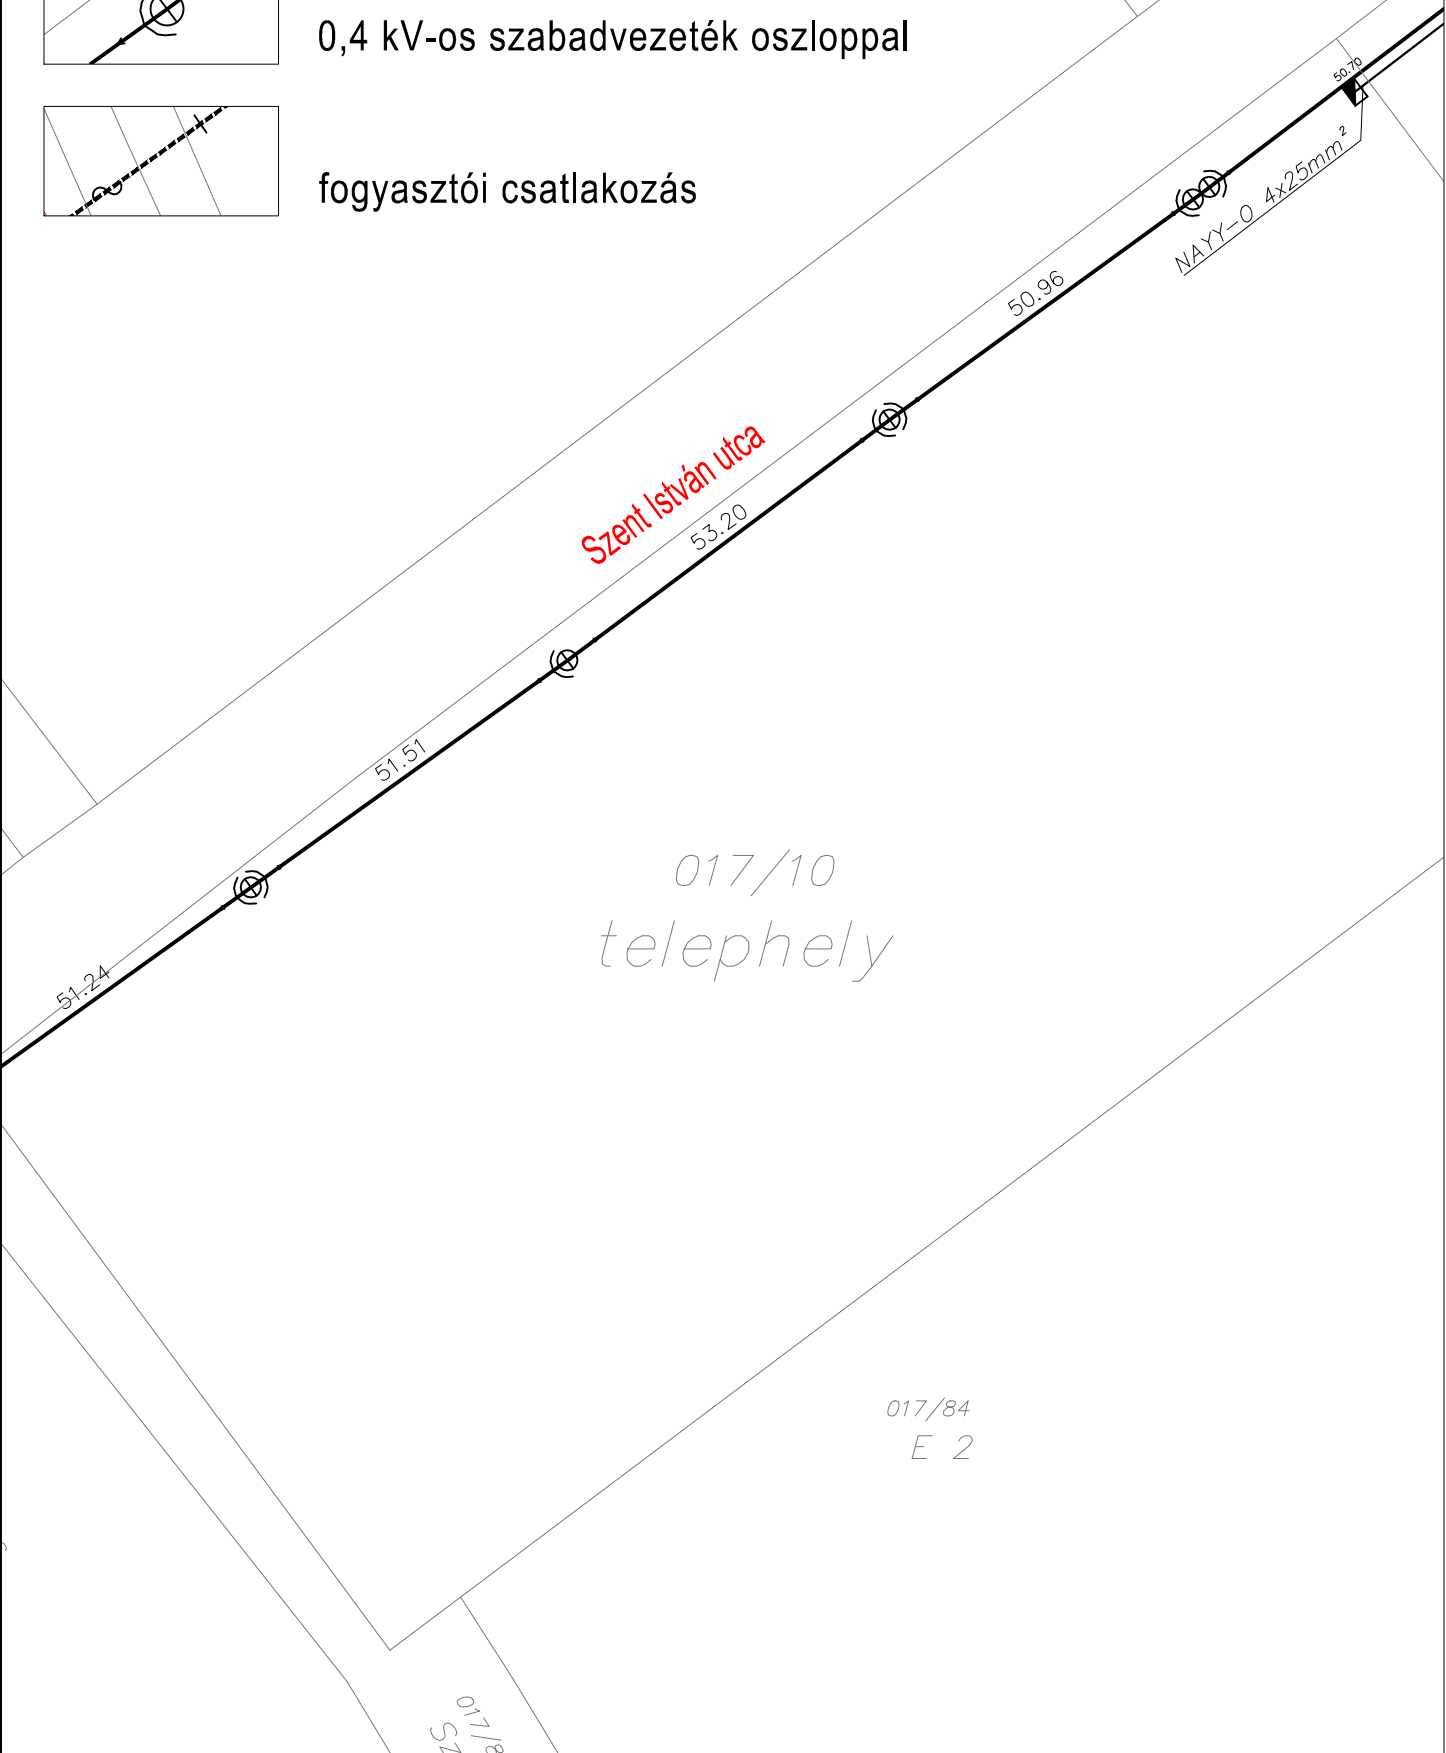 0,4 kV-os szabadvezeték oszloppal
fogyasztói csatlakozás
50.70
NAYY-O 4x25mm²
50.96
Szent István utca
53.20
51.51
51.24
017/10
telephely
017/84
E 2